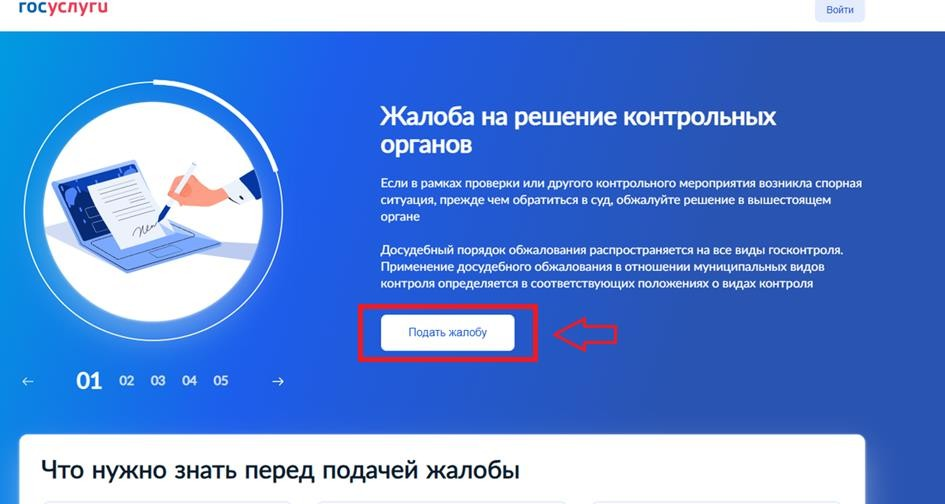 госуслуги
Войти
Жалоба на решение контрольных
органов
Если в рамках проверки или другого контрольного мероприятия возникла спорная
ситуация, прежде чем обратиться в суд, обжалуйте решение в вышестоящем
органе
Досудебный порядок обжалования распространяется на все виды госконтроля.
Применение досудебного обжалования в отношении муниципальных видов
контроля определяется в соответствующих положениях о видах контроля
Подать жалобу
01 02 03 04 05
Что нужно знать перед подачей жалобы